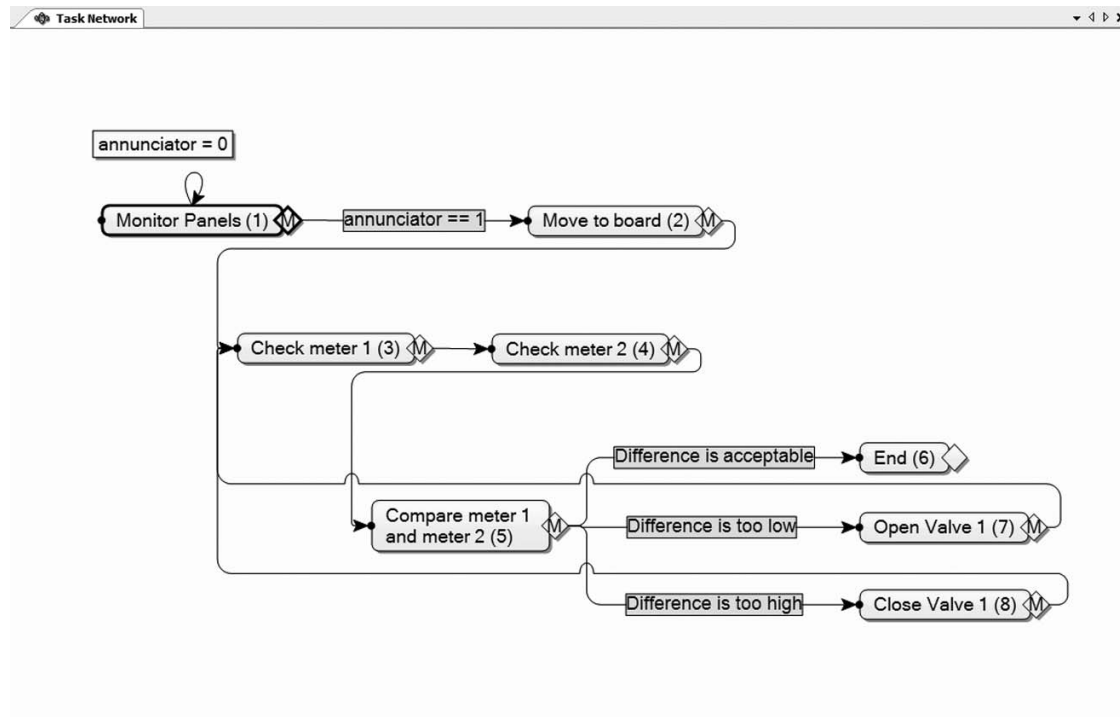 Task Network
annunciator = 0
Monitor Panels (1) M
annunciator == 1
Move to board (2) M
Check meter 1 (3) M
Check meter 2 (4) M
Difference is acceptable
End (6)
Compare meter 1
and meter 2 (5) M
Difference is too low
Open Valve 1 (7) M
Difference is too high
Close Valve 1 (8) M